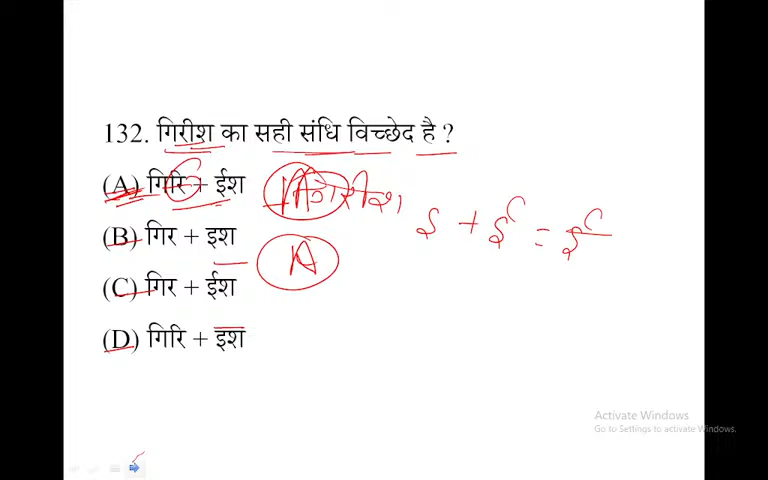 132. गिरीश का सही संधि विच्छेद है ?
(A) गिरि + ईश
(B) गिर + इश
(C) गिर + ईश
(D) गिरि + इश
A
इ + ई = ई
Activate Windows
Go to Settings to activate Windows.